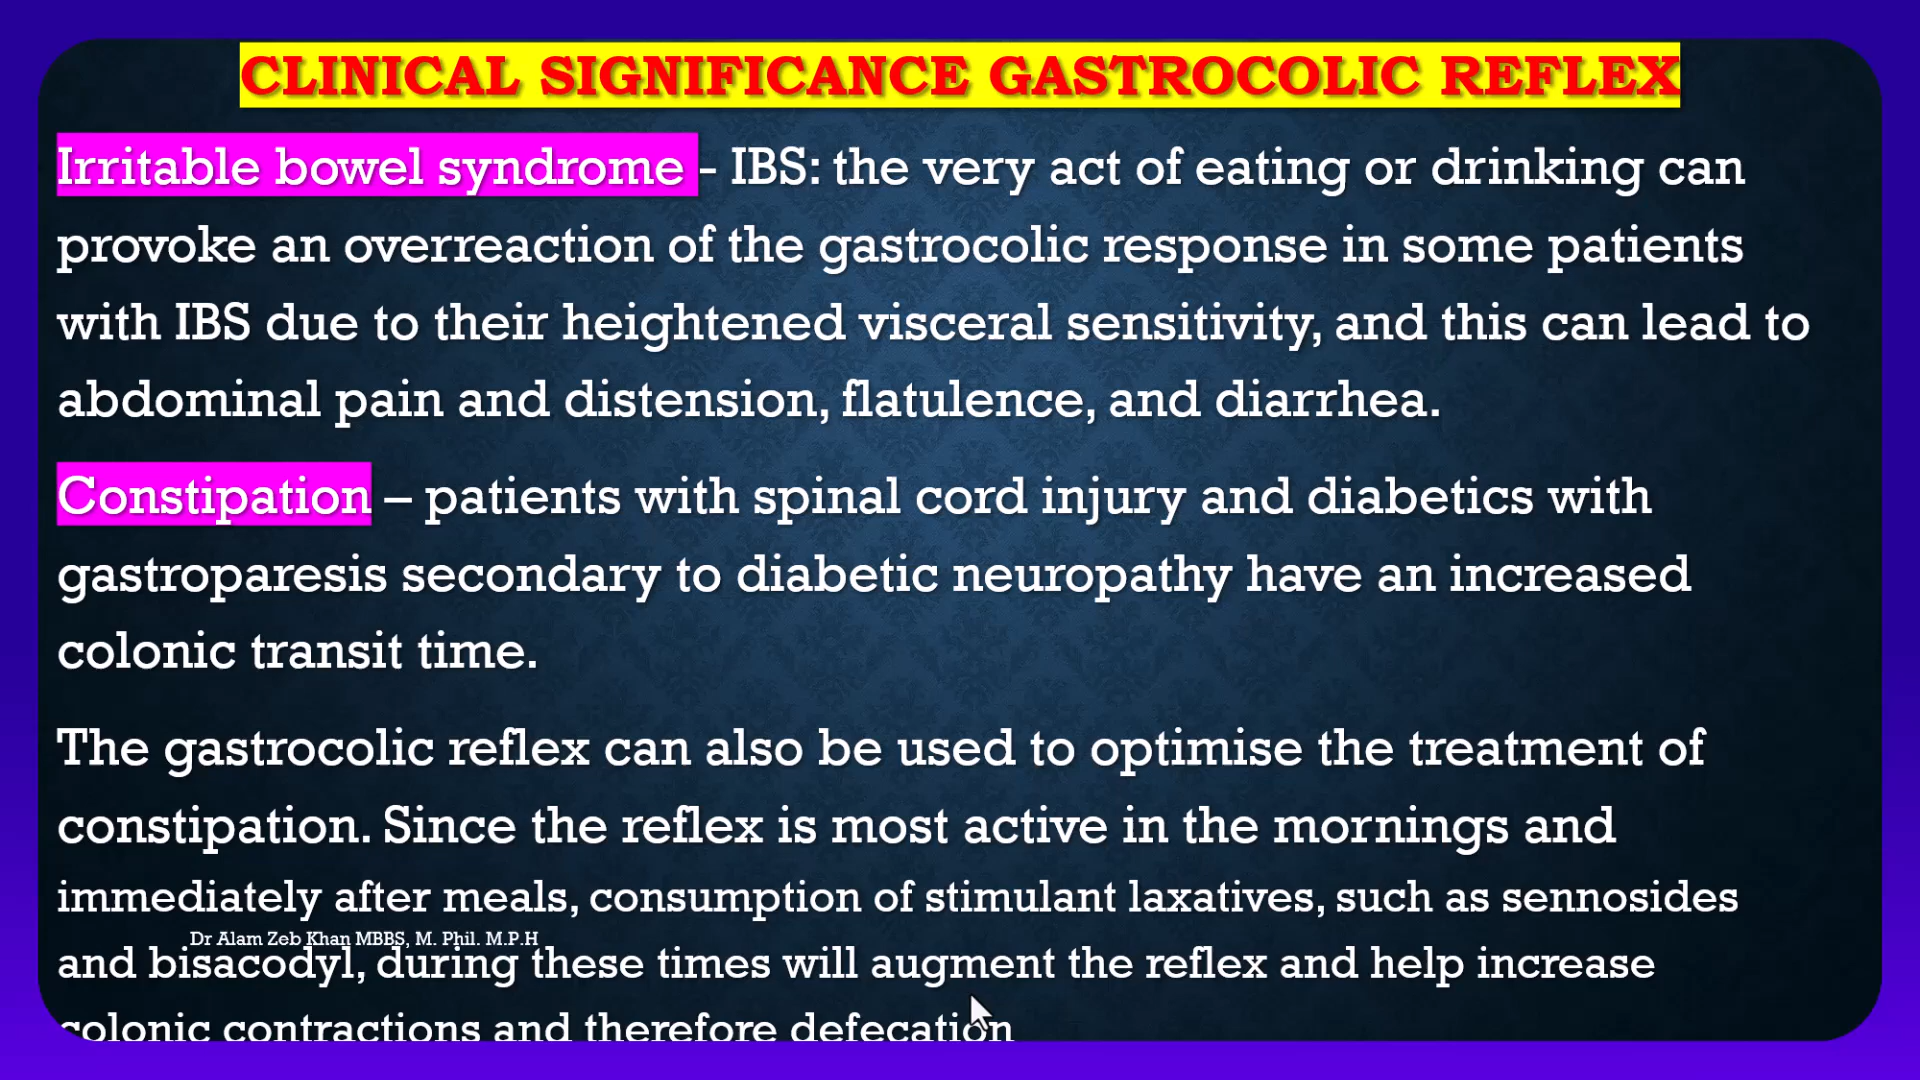 CLINICAL SIGNIFICANCE GASTROCOLIC REFLEX
Irritable bowel syndrome - IBS: the very act of eating or drinking can
provoke an overreaction of the gastrocolic response in some patients
with IBS due to their heightened visceral sensitivity, and this can lead to
abdominal pain and distension, flatulence, and diarrhea.
Constipation – patients with spinal cord injury and diabetics with
gastroparesis secondary to diabetic neuropathy have an increased
colonic transit time.
The gastrocolic reflex can also be used to optimise the treatment of
constipation. Since the reflex is most active in the mornings and
immediately after meals, consumption of stimulant laxatives, such as sennosides
Dr Alam Zeb Khan MBBS, M. Phil. M.P.H
and bisacodyl, during these times will augment the reflex and help increase
colonic contractions and therefore defecation